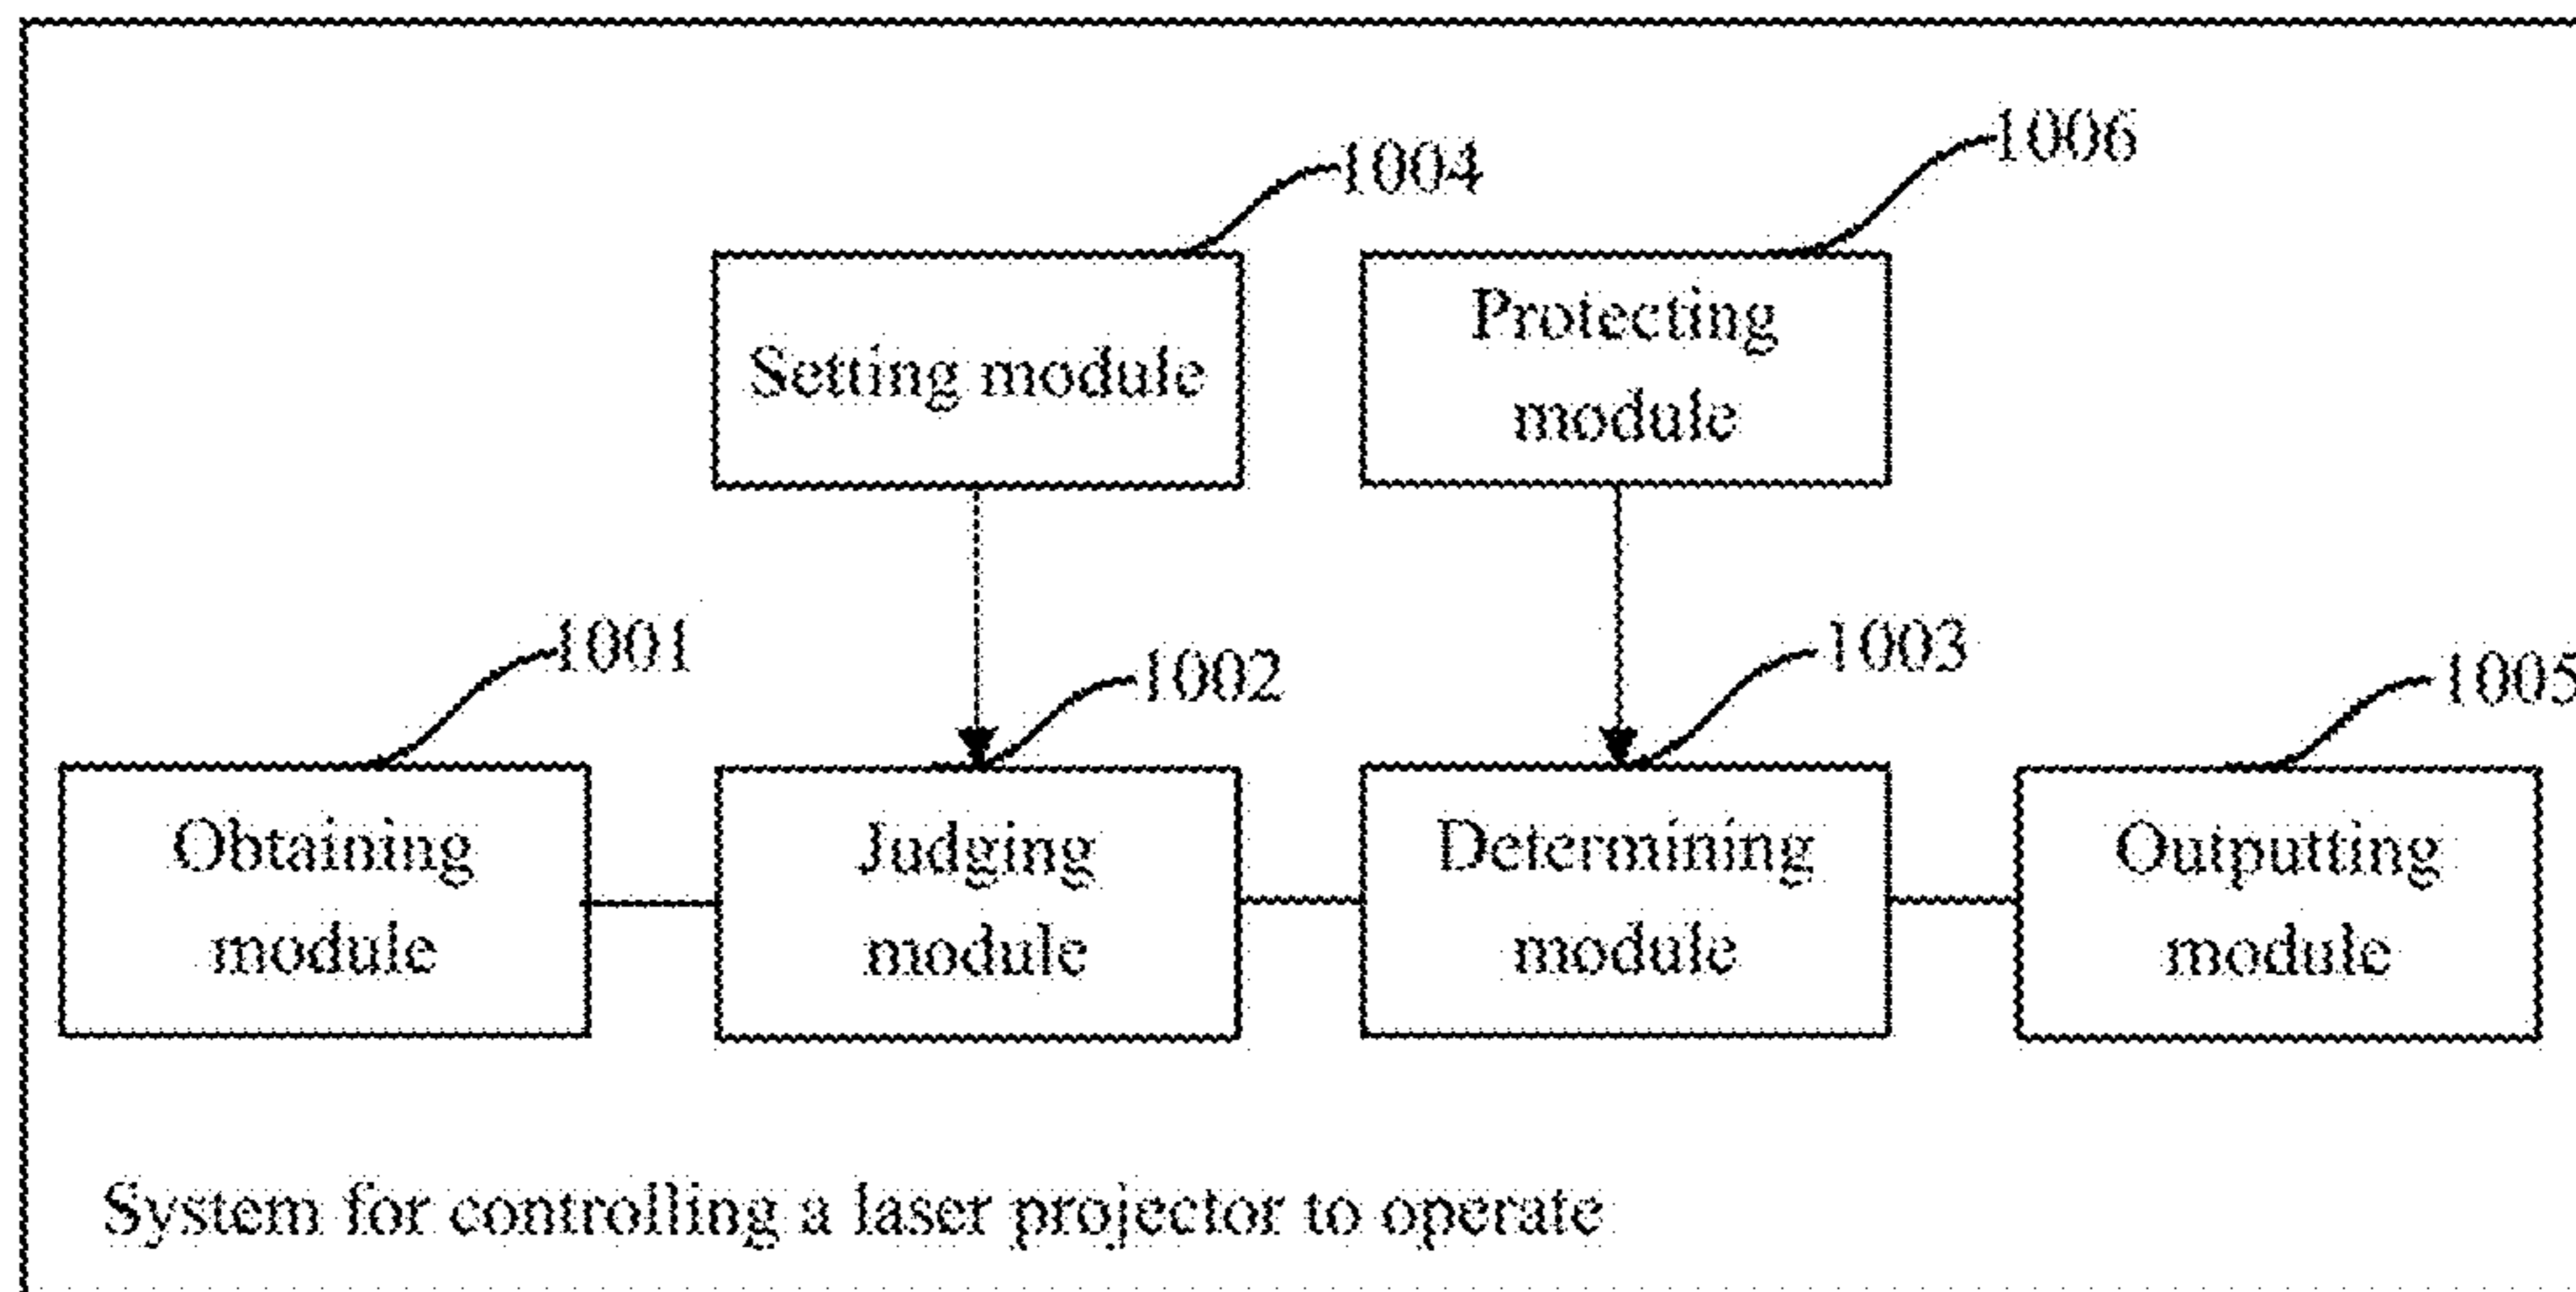 1004
1006
Setting module
Protecting
module
1001
1002
1003
1005
Obtaining
module
Judging
module
Determining
module
Outputting
module
System for controlling a laser projector to operate